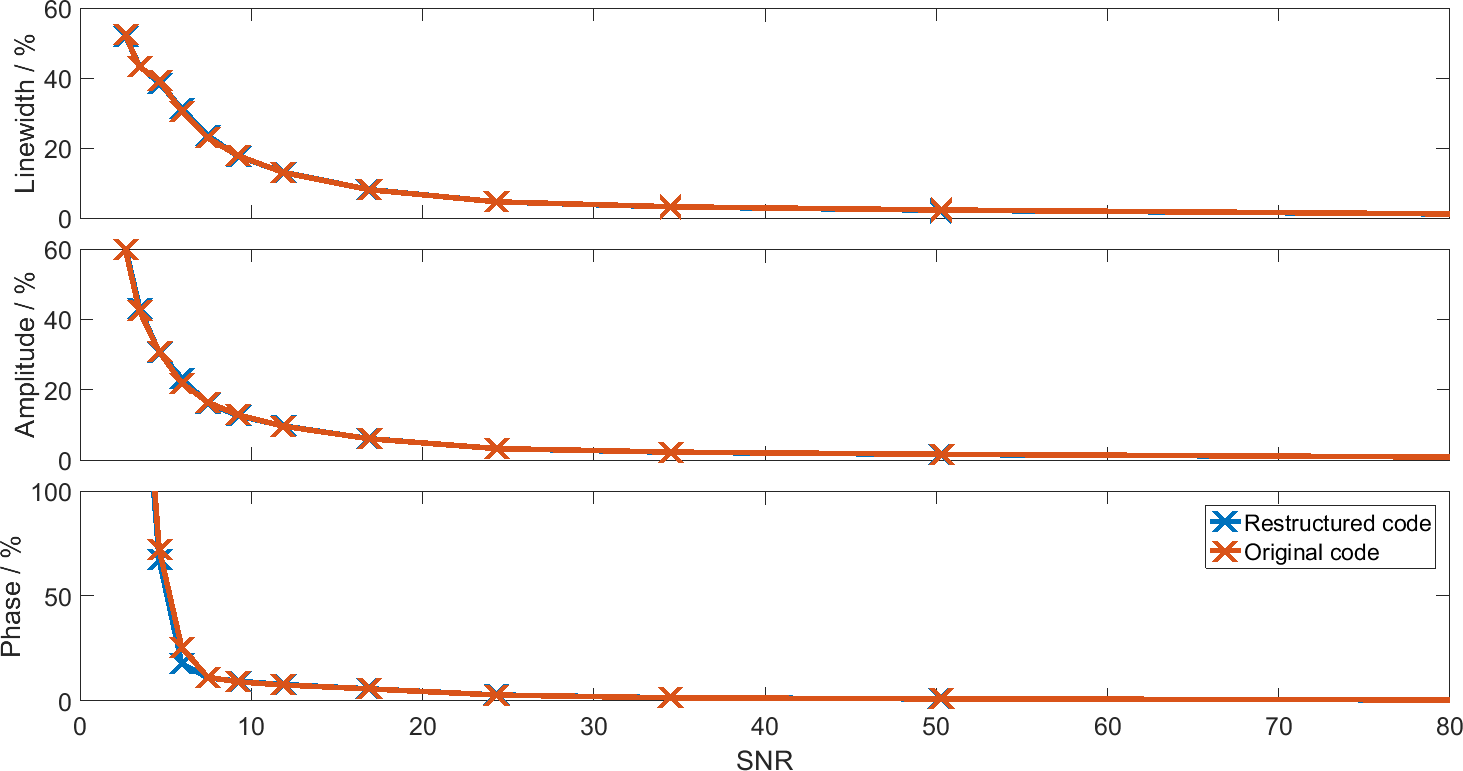 60
40
20
0
Linewidth / %
60
40
20
0
Amplitude / %
100
50
0
Phase / %
Restructured code
Original code
0 10 20 30 40 50 60 70 80
SNR